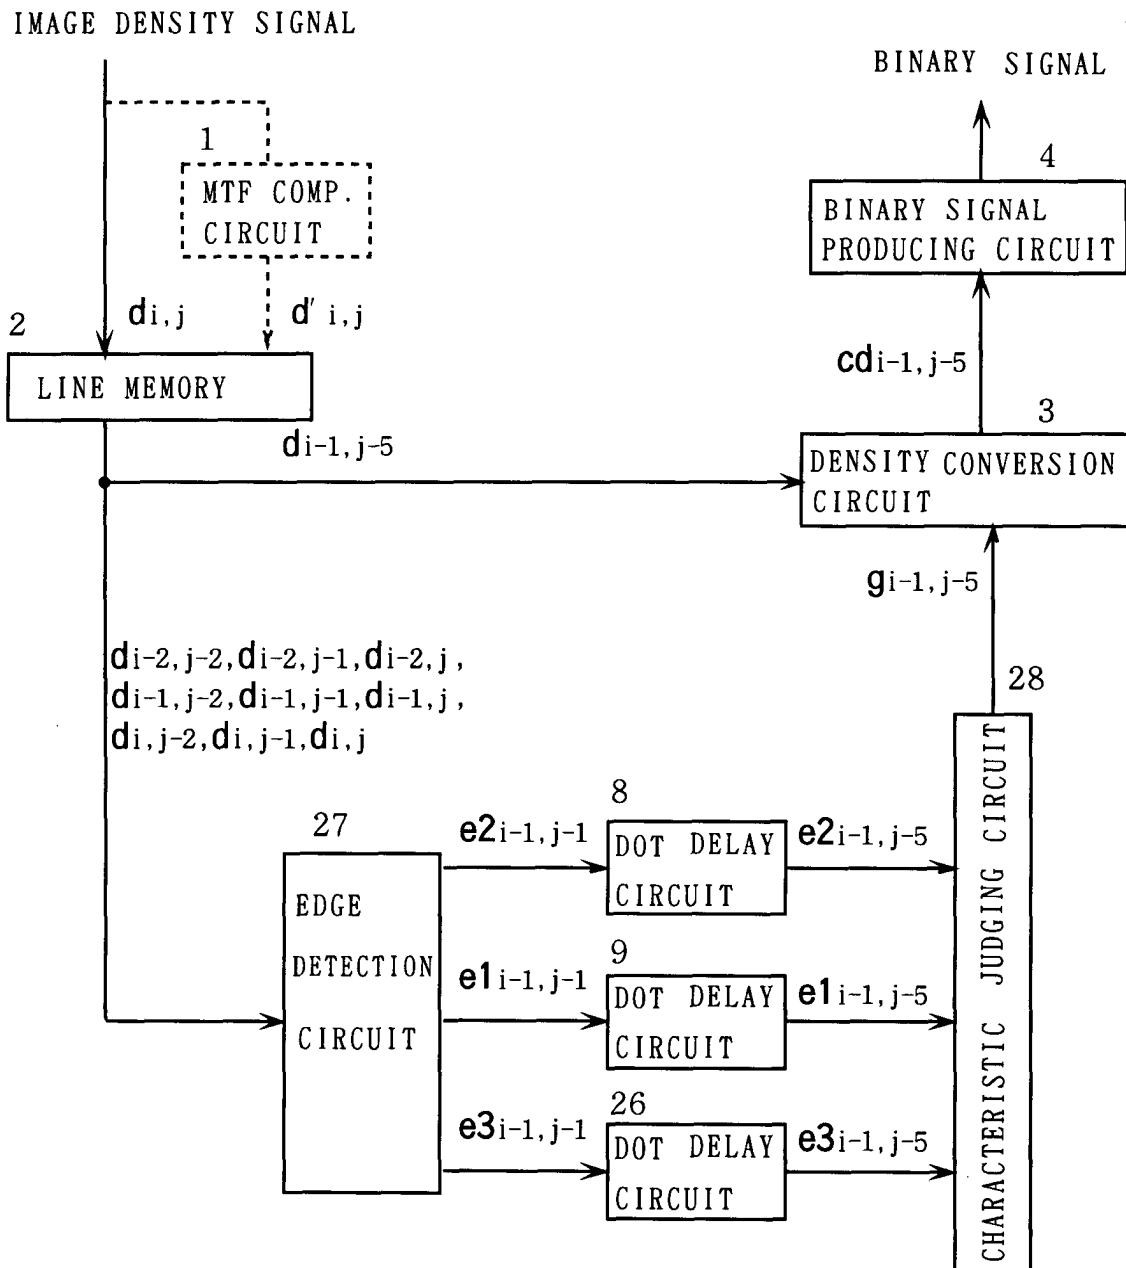 IMAGE DENSITY SIGNAL
BINARY SIGNAL
1
MTF COMP.
CIRCUIT
4
BINARY SIGNAL
PRODUCING CIRCUIT
di,j
d' i,j
2
LINE MEMORY
cdi-1,j-5
3
di-1,j-5
DENSITY CONVERSION
CIRCUIT
gi-1,j-5
di-2,j-2,di-2,j-1,di-2,j,
di-1,j-2,di-1,j-1,di-1,j,
di,j-2,di,j-1,di,j
28
CHARACTERISTIC JUDGING CIRCUIT
27
EDGE
DETECTION
CIRCUIT
e2i-1,j-1
8
DOT DELAY
CIRCUIT
e2i-1,j-5
e1i-1,j-1
9
DOT DELAY
CIRCUIT
e1i-1,j-5
e3i-1,j-1
26
DOT DELAY
CIRCUIT
e3i-1,j-5